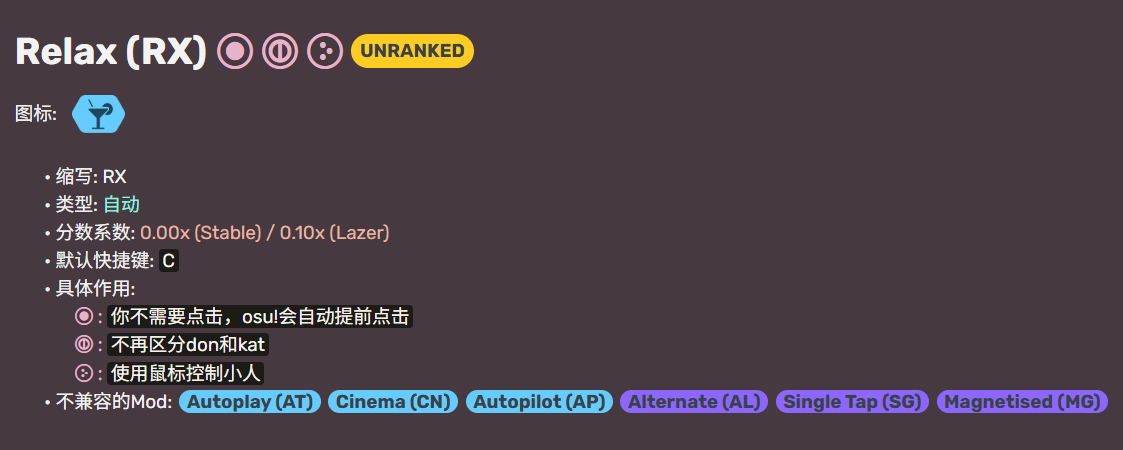 Relax (RX) UNRANKED
图标:
• 缩写: RX
• 类型: 自动
• 分数系数: 0.00x (Stable) / 0.10x (Lazer)
• 默认快捷键: C
• 具体作用:
: 你不需要点击，osu!会自动提前点击
: 不再区分don和kat
: 使用鼠标控制小人
• 不兼容的Mod: Autoplay (AT) Cinema (CN) Autopilot (AP) Alternate (AL) Single Tap (SG) Magnetised (MG)